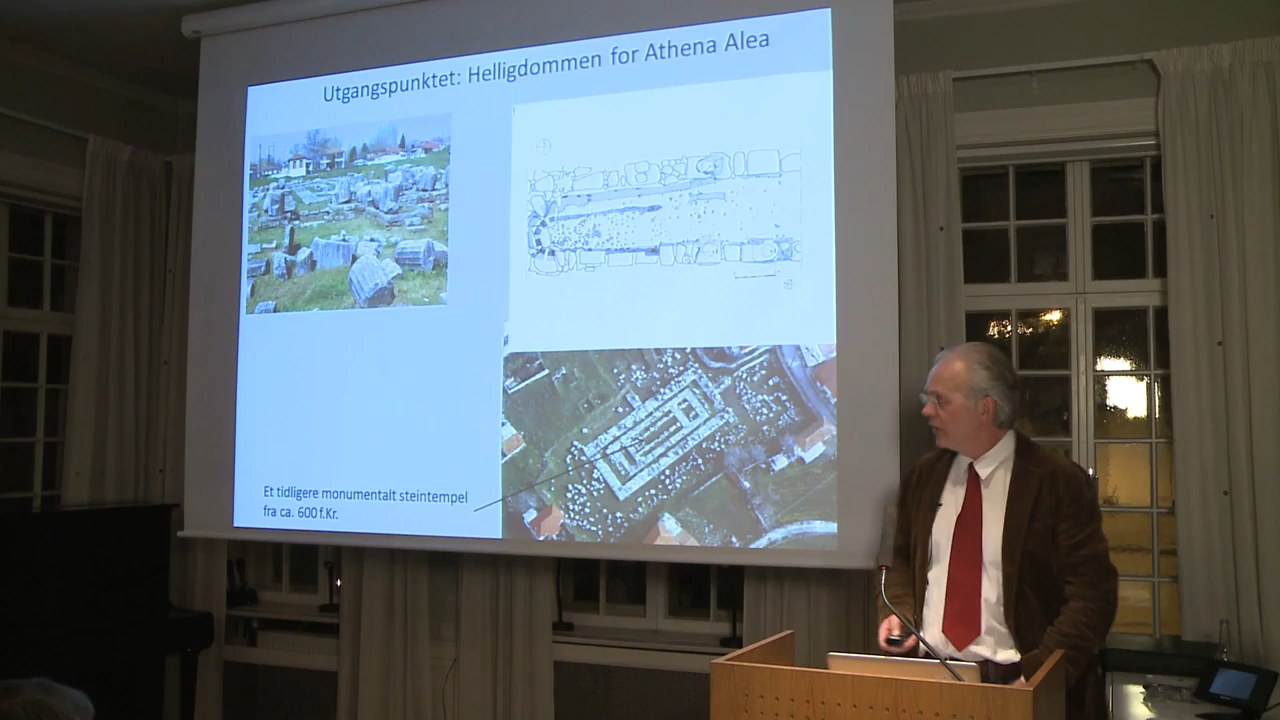 Utgangspunktet: Helligdommen for Athena Alea
Et tidligere monumentalt steintempel
fra ca. 600 f.Kr.